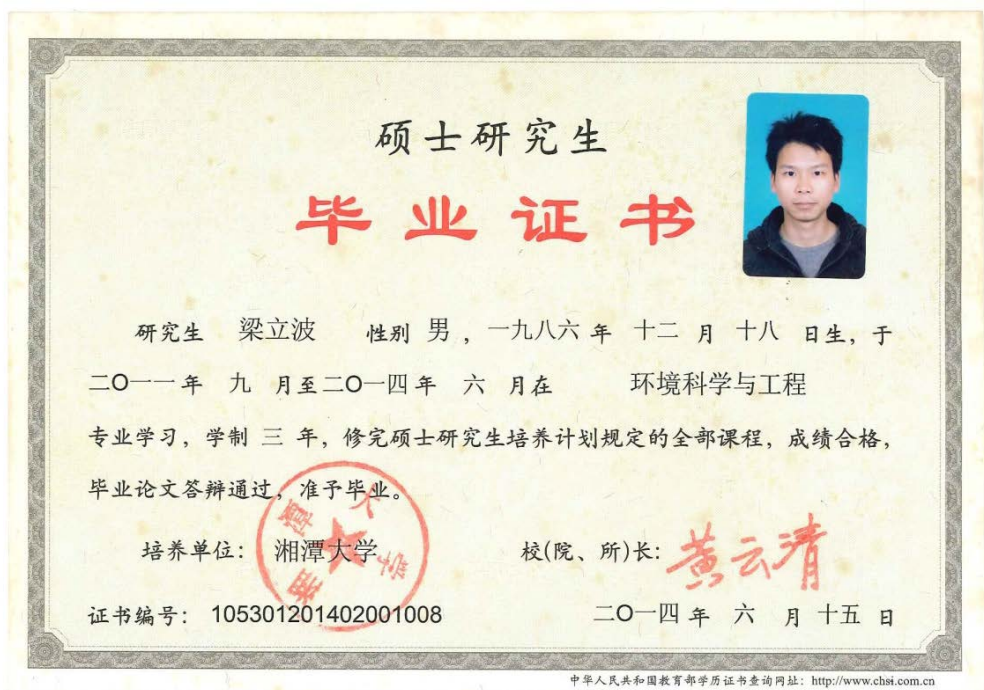 硕士研究生
毕业证书
研究生 梁立波 性别 男，一九八六 年 十二 月 十八 日生，于
二〇一一 年 九 月至二〇一四 年 六 月在 环境科学与工程
专业学习，学制 三 年，修完硕士研究生培养计划规定的全部课程，成绩合格，
毕业论文答辩通过，准予毕业。
培养单位： 湘潭大学 校(院、所)长: 黄云清
湘潭大学
证书编号： 105301201402001008 二〇一四 年 六 月 十五 日
中华人民共和国教育部学历证书查询网址：http://www.chsi.com.cn